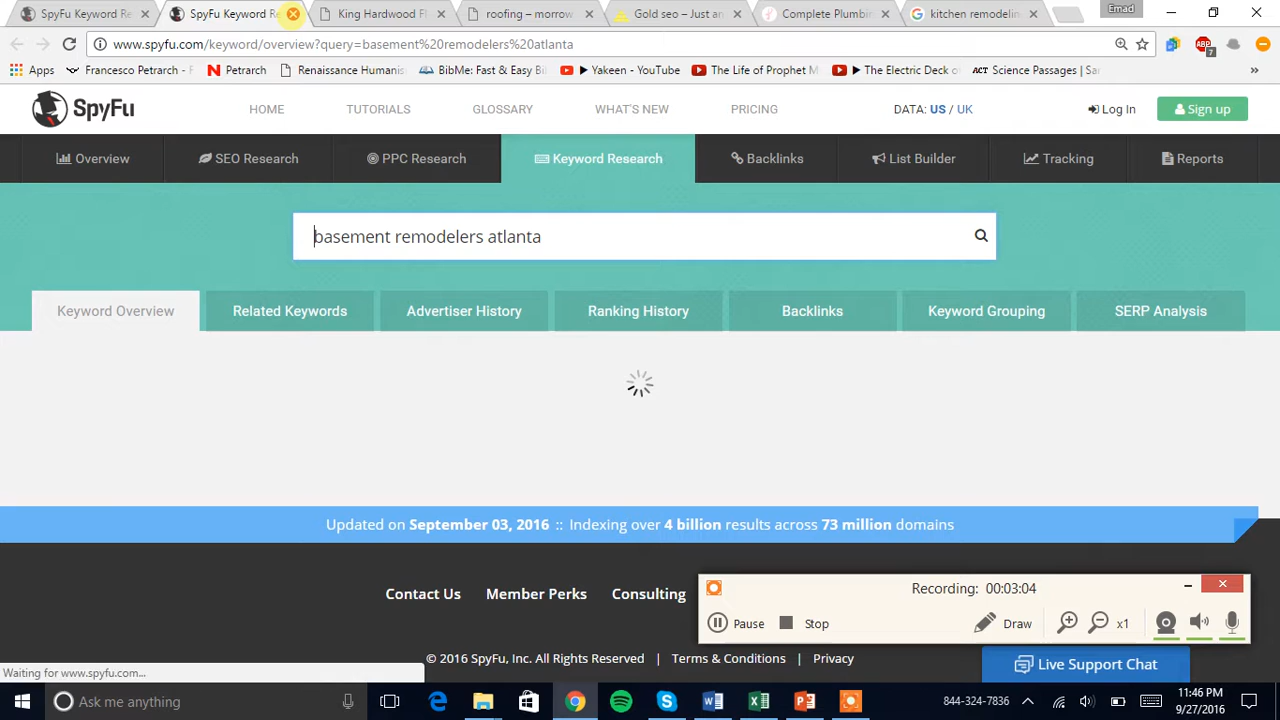 SpyFu Keyword Re
SpyFu Keyword Re
King Hardwood Fl
roofing – morrow
Gold seo – Just an
Complete Plumbi
kitchen remodelin
Emad
www.spyfu.com/keyword/overview?query=basement%20remodelers%20atlanta
ABP
7
Apps
Francesco Petrarch - F
Petrarch
Renaissance Humanis
BibMe: Fast & Easy Bi
Yakeen - YouTube
The Life of Prophet M
▶ The Electric Deck of
ACT
Science Passages | Sar
»
SpyFu
HOME
TUTORIALS
GLOSSARY
WHAT'S NEW
PRICING
DATA: US / UK
Log In
Sign up
Overview
SEO Research
PPC Research
Keyword Research
Backlinks
List Builder
Tracking
Reports
basement remodelers atlanta
Keyword Overview
Related Keywords
Advertiser History
Ranking History
Backlinks
Keyword Grouping
SERP Analysis
Updated on September 03, 2016 :: Indexing over 4 billion results across 73 million domains
Contact Us
Member Perks
Consulting
Recording: 00:03:04
Pause
Stop
Draw
x1
© 2016 SpyFu, Inc. All Rights Reserved | Terms & Conditions | Privacy
Live Support Chat
Waiting for www.spyfu.com...
Ask me anything
844-324-7836
11:46 PM
9/27/2016